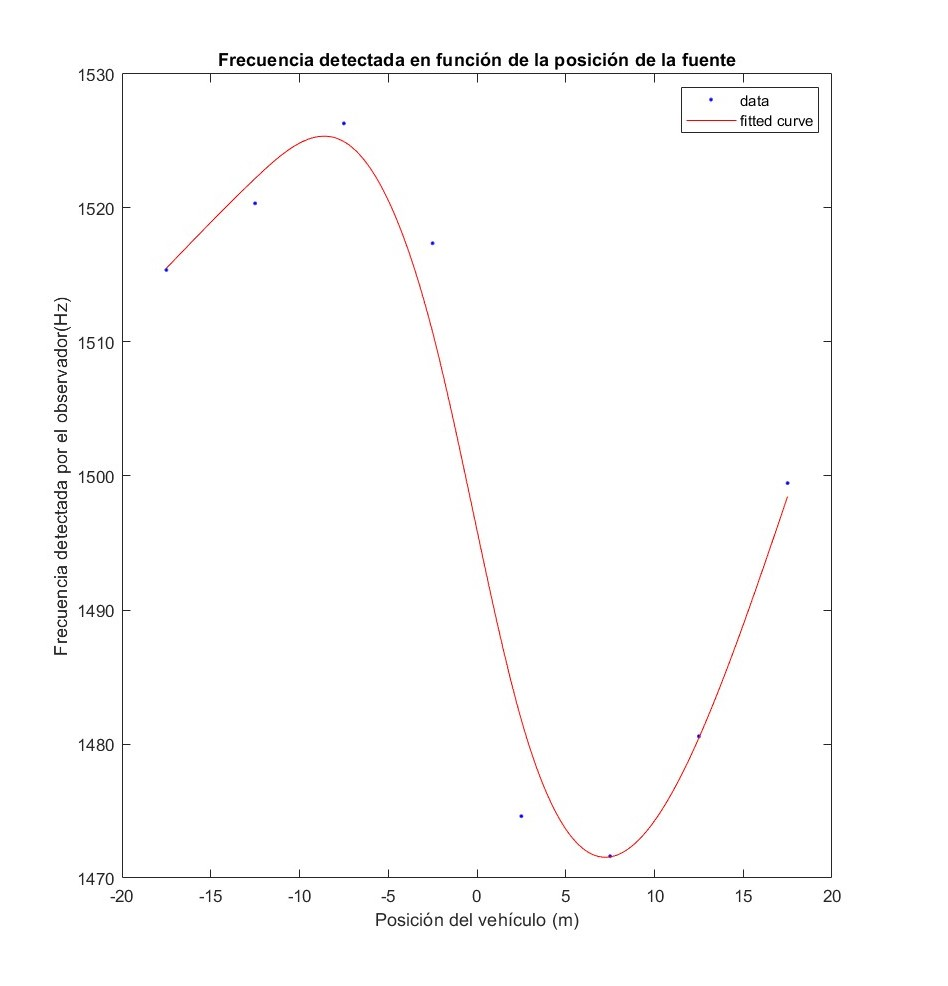 Frecuencia detectada en función de la posición de la fuente
data
fitted curve
1530
1520
1510
1500
1490
1480
1470
Frecuencia detectada por el observador(Hz)
-20 -15 -10 -5 0 5 10 15 20
Posición del vehículo (m)